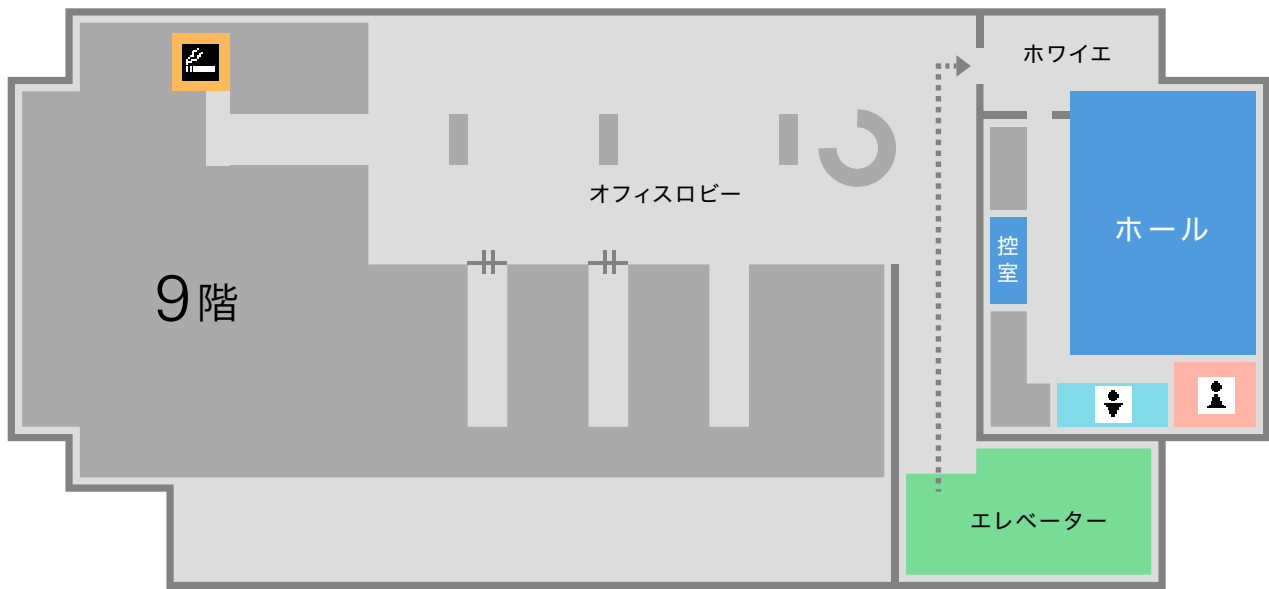 ホワイエ
オフィスロビー
ホール
控
室
9階
エレベーター